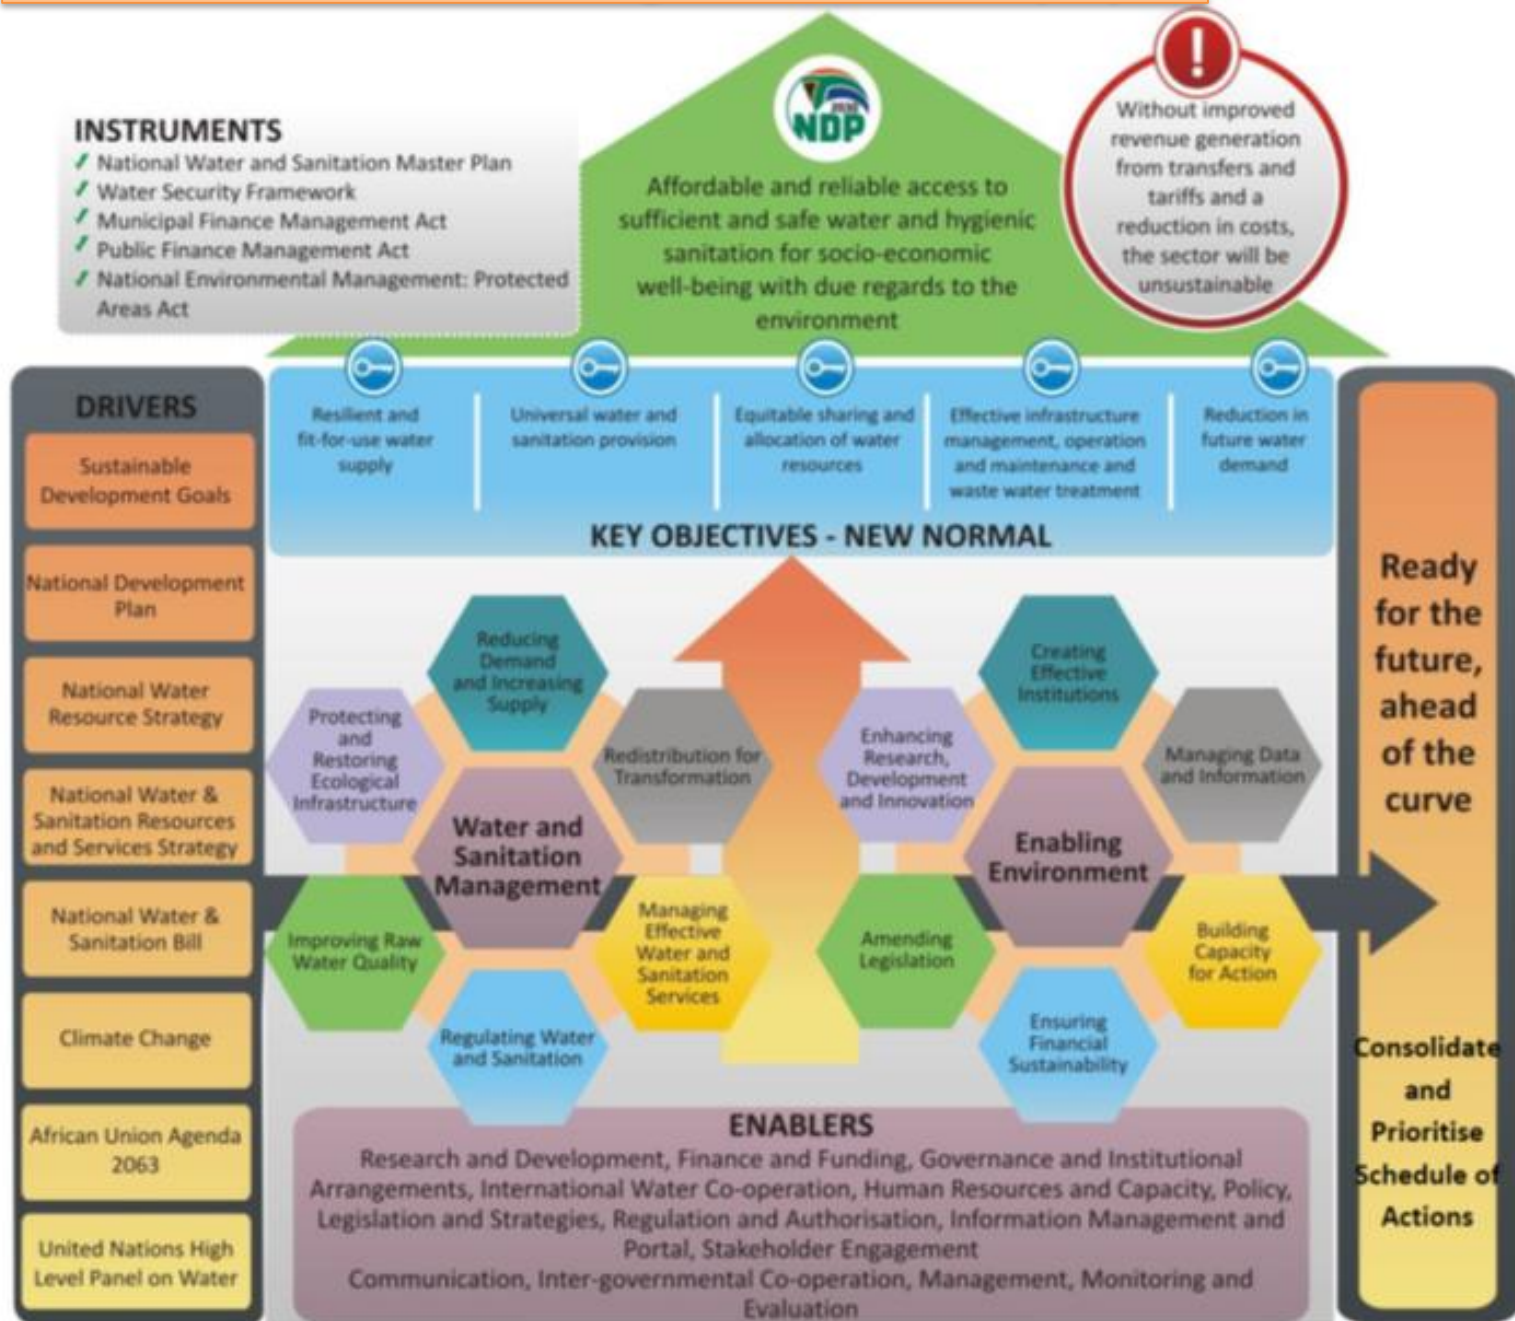 INSTRUMENTS
National Water and Sanitation Master Plan
Water Security Framework
Municipal Finance Management Act
Public Finance Management Act
National Environmental Management: Protected
Areas Act
NDP
Affordable and reliable access to
sufficient and safe water and hygienic
sanitation for socio-economic
well-being with due regards to the
environment
!
Without improved
revenue generation
from transfers and
tariffs and a
reduction in costs,
the sector will be
unsustainable
DRIVERS
Sustainable
Development Goals
National Development
Plan
National Water
Resource Strategy
National Water &
Sanitation Resources
and Services Strategy
National Water &
Sanitation Bill
Climate Change
African Union Agenda
2063
United Nations High
Level Panel on Water
Resilient and
fit-for-use water
supply
Universal water and
sanitation provision
Equitable sharing and
allocation of water
resources
Effective infrastructure
management, operation
and maintenance and
waste water treatment
Reduction in
future water
demand
KEY OBJECTIVES - NEW NORMAL
Reducing
Demand
and Increasing
Supply
Protecting
and
Restoring
Ecological
Infrastructure
Redistribution for
Transformation
Water and
Sanitation
Management
Improving Raw
Water Quality
Managing
Effective
Water and
Sanitation
Services
Regulating Water
and Sanitation
Creating
Effective
Institutions
Enhancing
Research,
Development
and Innovation
Managing Data
and Information
Enabling
Environment
Amending
Legislation
Building
Capacity
for Action
Ensuring
Financial
Sustainability
ENABLERS
Research and Development, Finance and Funding, Governance and Institutional
Arrangements, International Water Co-operation, Human Resources and Capacity, Policy,
Legislation and Strategies, Regulation and Authorisation, Information Management and
Portal, Stakeholder Engagement
Communication, Inter-governmental Co-operation, Management, Monitoring and
Evaluation
Ready
for the
future,
ahead
of the
curve
Consolidate
and
Prioritise
Schedule of
Actions